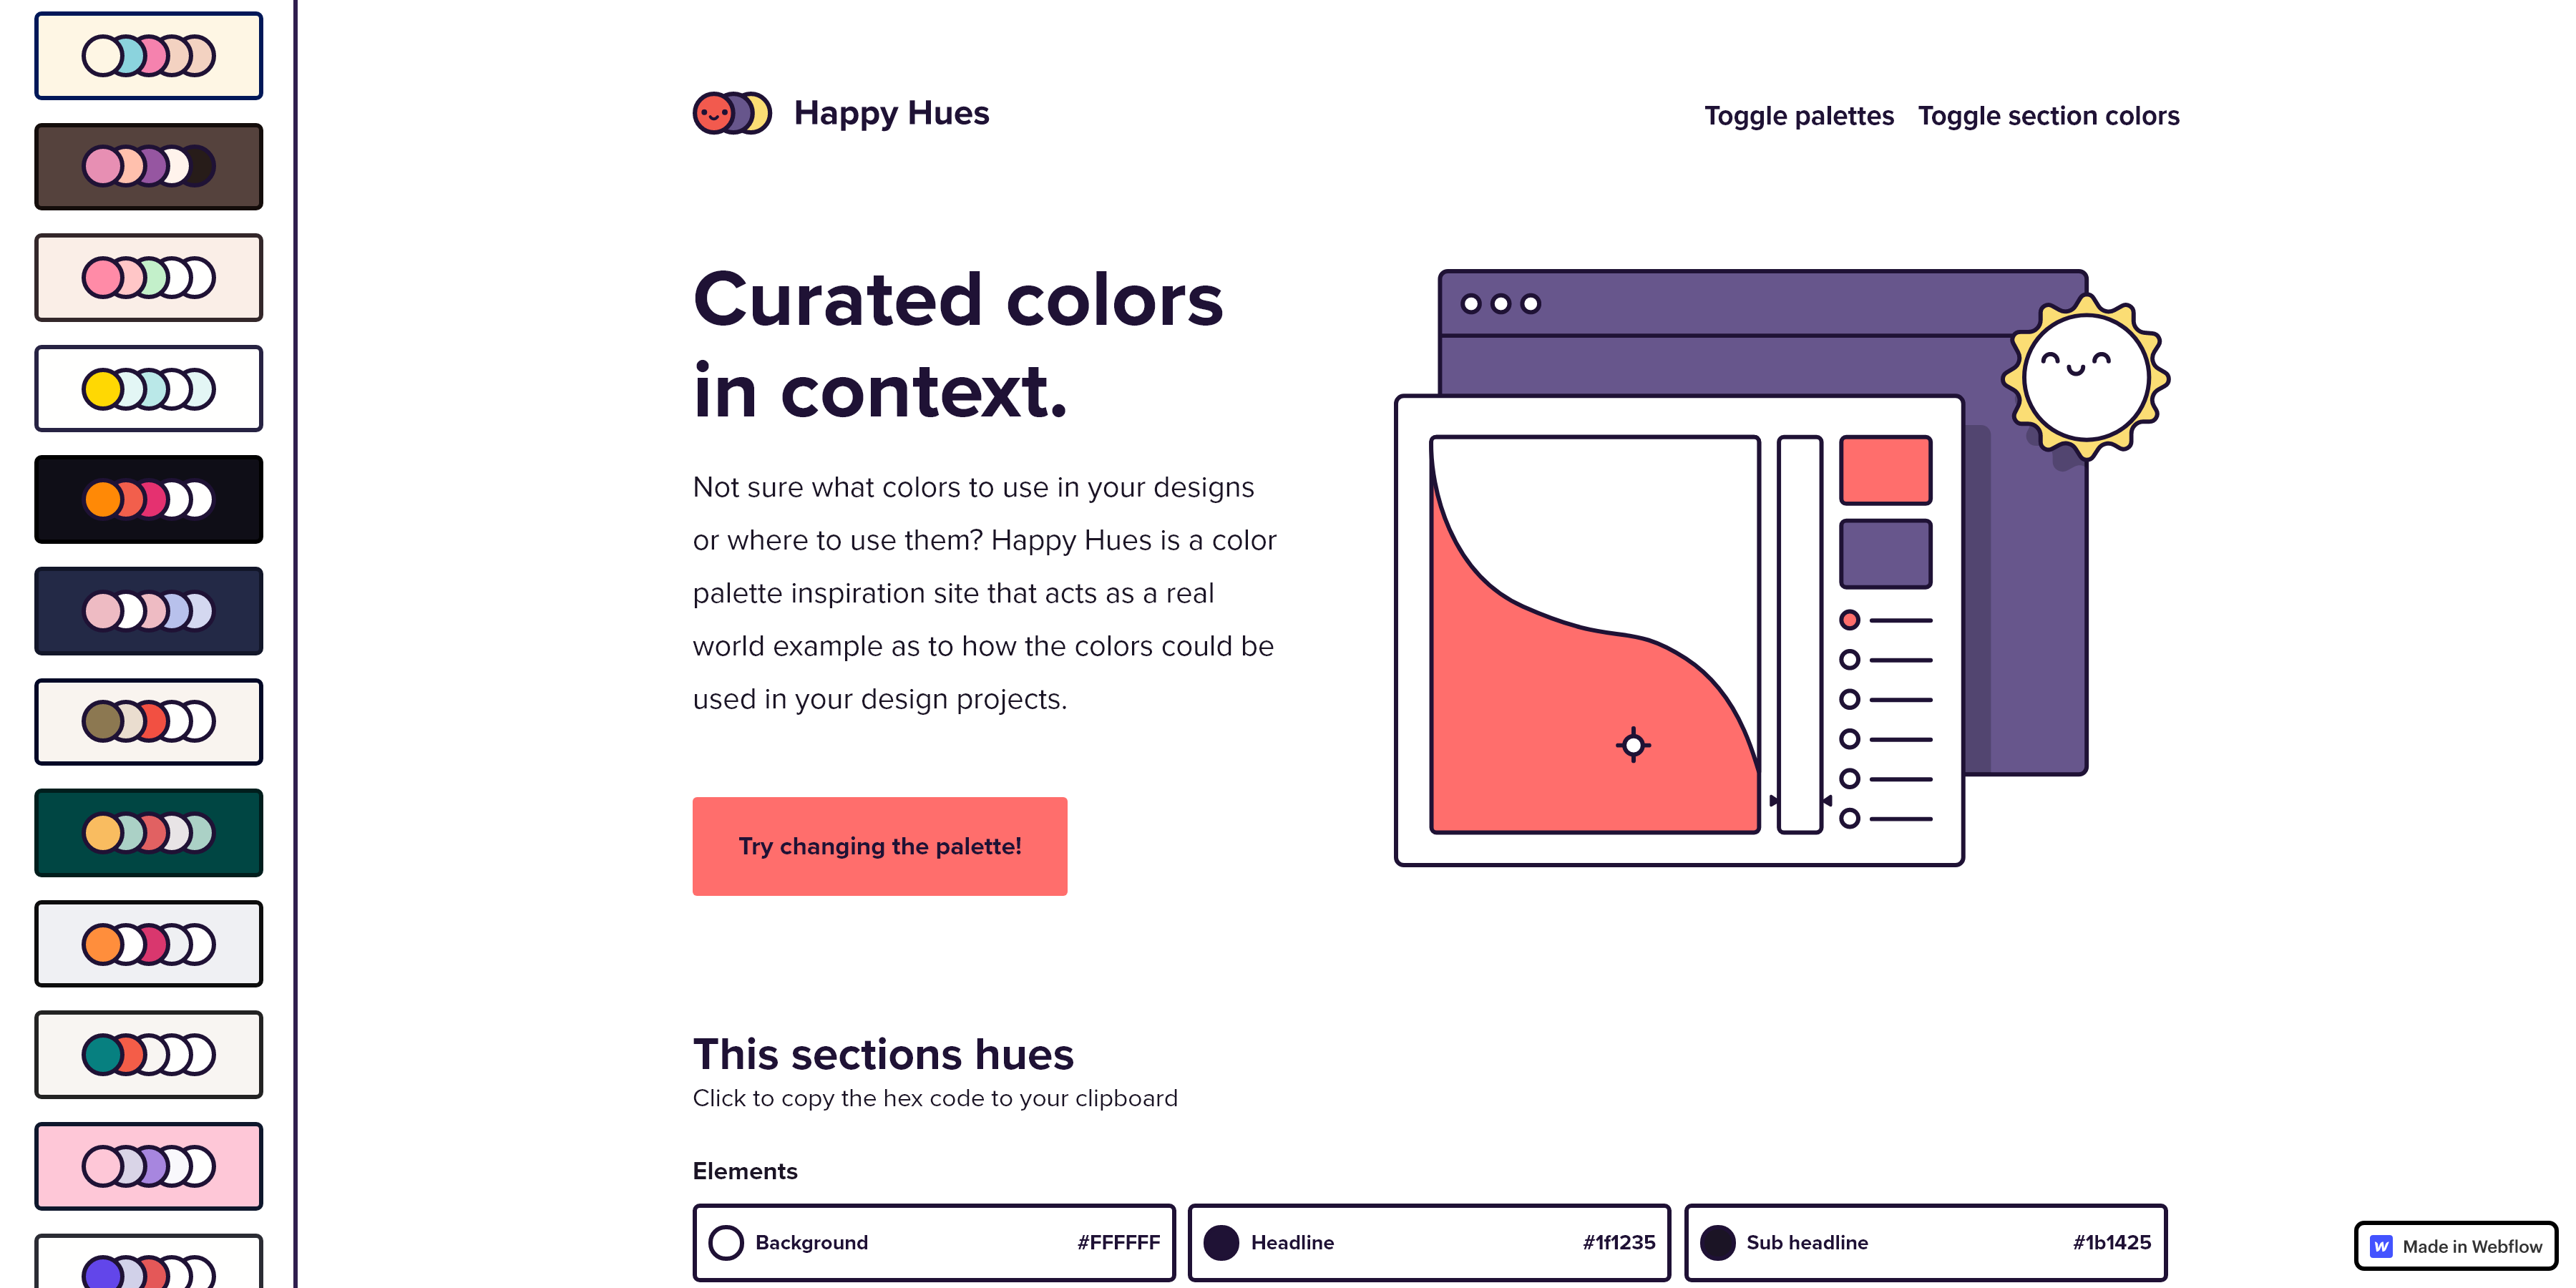 Happy Hues
Toggle palettes
Toggle section colors
Curated colors
in context.
Not sure what colors to use in your designs
or where to use them? Happy Hues is a color
palette inspiration site that acts as a real
world example as to how the colors could be
used in your design projects.
Try changing the palette!
This sections hues
Click to copy the hex code to your clipboard
Elements
Background #FFFFFF
Headline #1f1235
Sub headline #1b1425
Made in Webflow